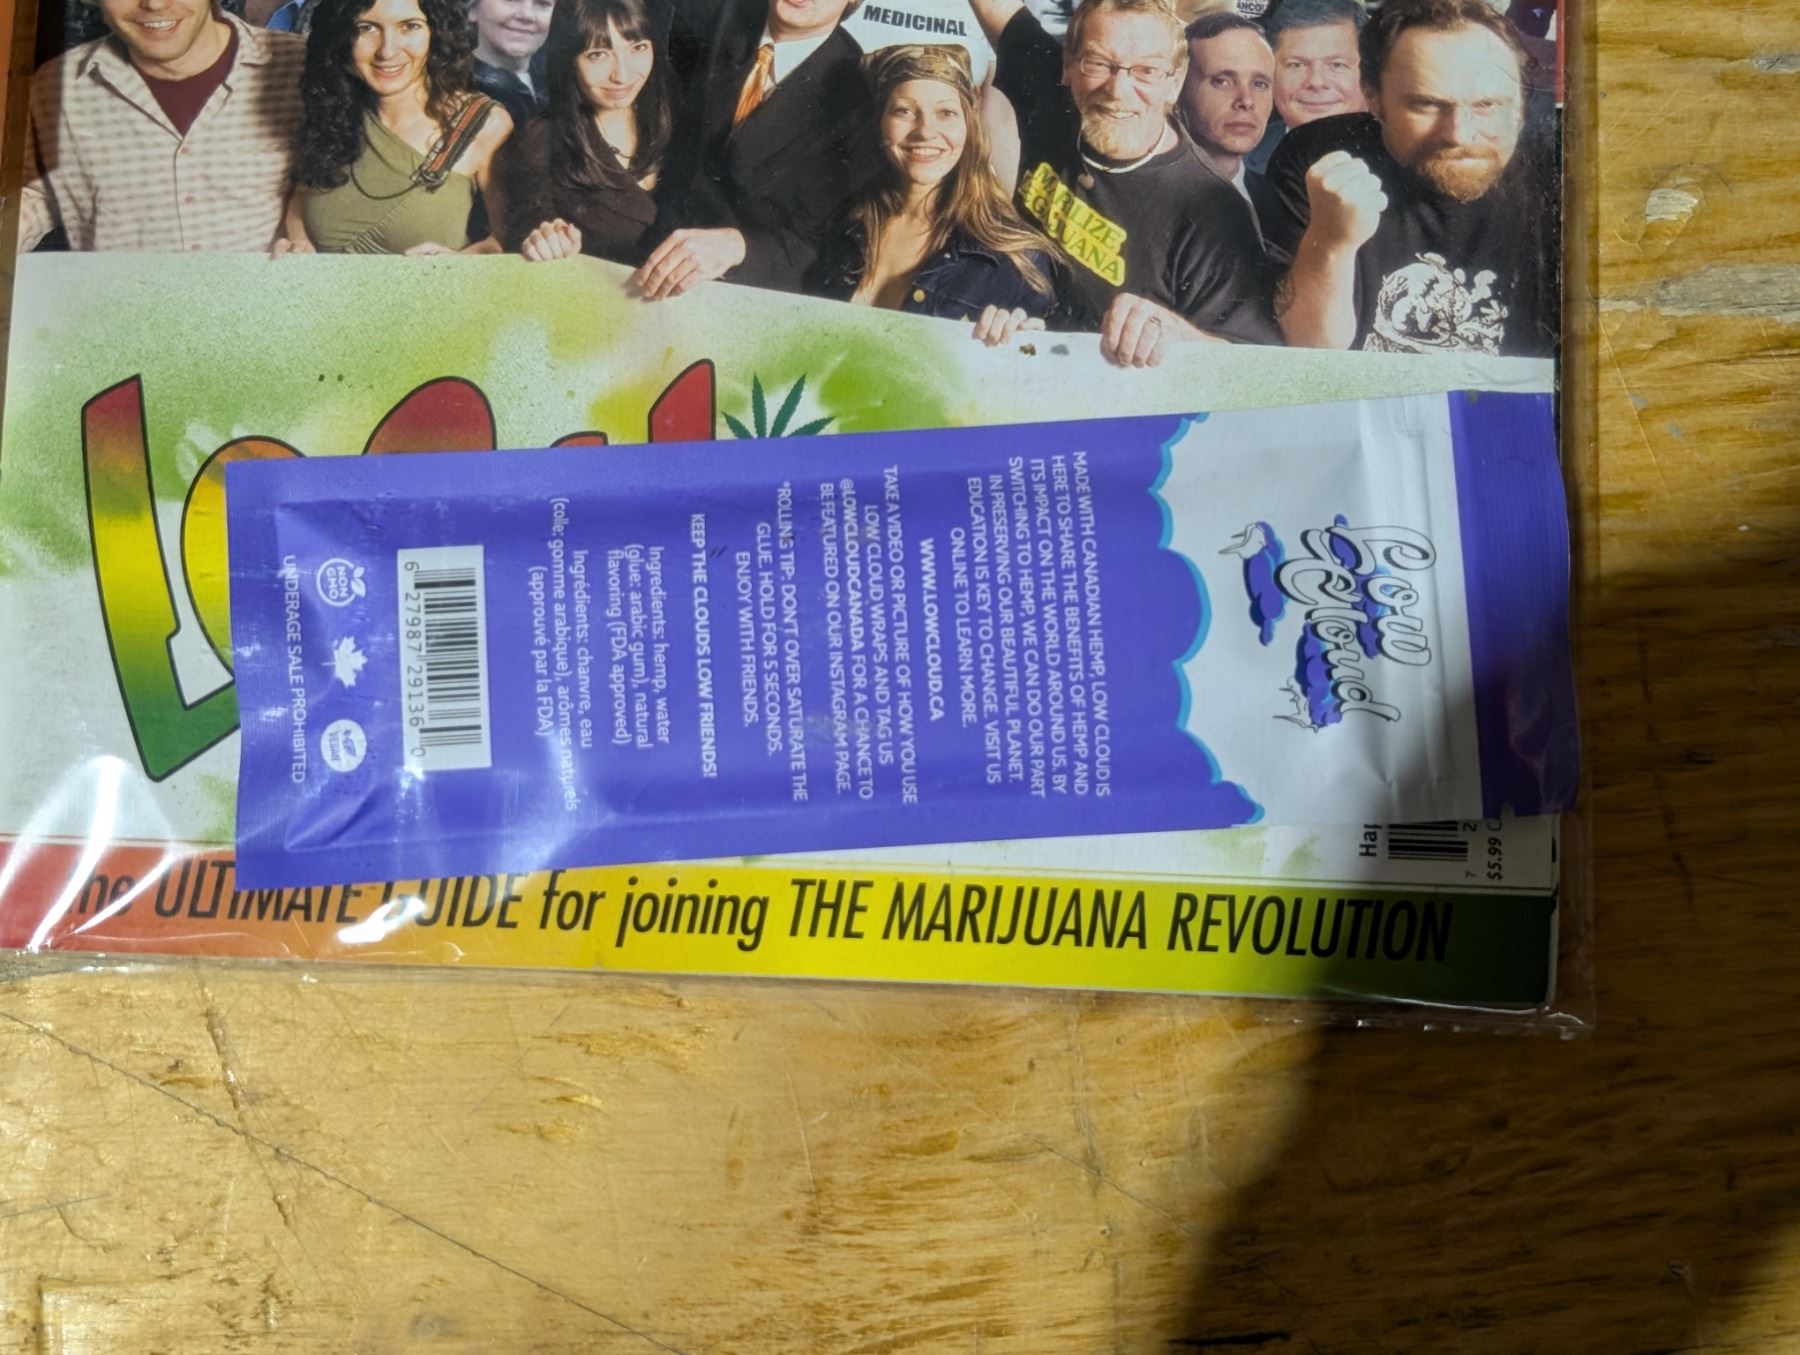 MEDICINAL
ANCOU
GALIZE
JUANA
Low
Cloud
MADE WITH CANADIAN HEMP, LOW CLOUD IS
HERE TO SHARE THE BENEFITS OF HEMP AND
ITS IMPACT ON THE WORLD AROUND US. BY
SWITCHING TO HEMP, WE CAN DO OUR PART
IN PRESERVING OUR BEAUTIFUL PLANET.
EDUCATION IS KEY TO CHANGE. VISIT US
ONLINE TO LEARN MORE.
WWW.LOWCLOUD.CA
TAKE A VIDEO OR PICTURE OF HOW YOU USE
LOW CLOUD WRAPS AND TAG US
@LOWCLOUDCANADA FOR A CHANCE TO
BE FEATURED ON OUR INSTAGRAM PAGE.
*ROLLING TIP: DON'T OVER SATURATE THE
GLUE. HOLD FOR 5 SECONDS.
ENJOY WITH FRIENDS.
KEEP THE CLOUDS LOW FRIENDS!
Ingredients: hemp, water
(glue: arabic gum), natural
flavoring (FDA approved)
Ingrédients: chanvre, eau
(colle: gomme arabique), arômes naturels
(approuvé par la FDA)
6 27987 29136 0
NON
GMO
VEGAN
UNDERAGE SALE PROHIBITED
Hap
7 2
$5.99 C
The ULTIMATE GUIDE for joining THE MARIJUANA REVOLUTION